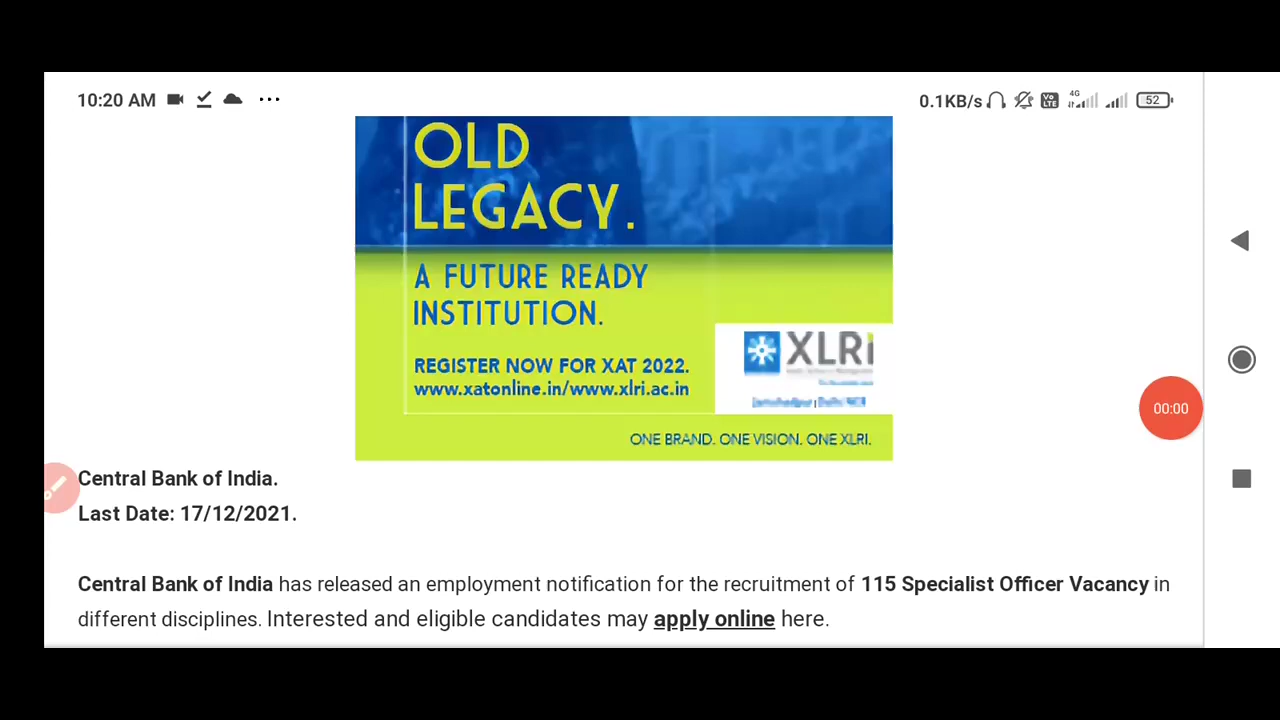 10:20 AM
0.1KB/s 4G Vo LTE 52
OLD
LEGACY.
A FUTURE READY
INSTITUTION.
REGISTER NOW FOR XAT 2022.
www.xatonline.in/www.xlri.ac.in
XLRi
ONE BRAND. ONE VISION. ONE XLRI.
00:00
Central Bank of India.
Last Date: 17/12/2021.
Central Bank of India has released an employment notification for the recruitment of 115 Specialist Officer Vacancy in
different disciplines. Interested and eligible candidates may apply online here.